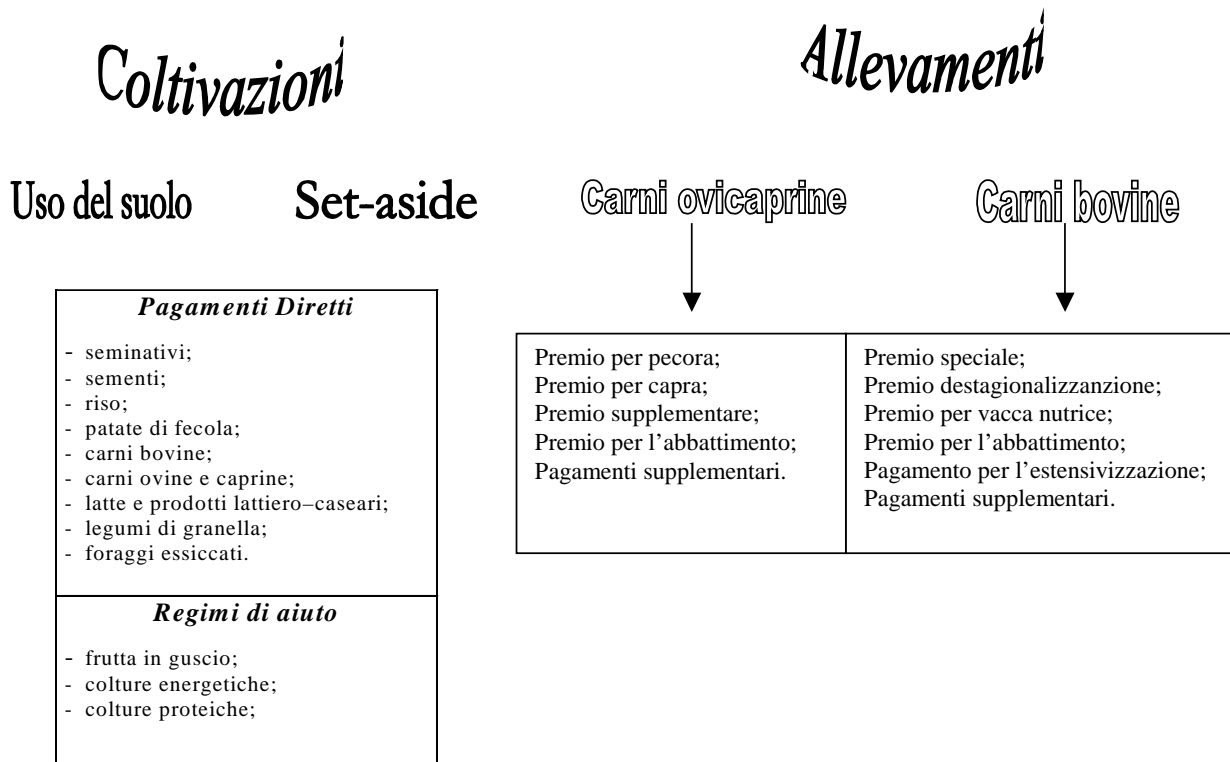 Coltivazioni
Allevamenti
Uso del suolo
Set-aside
Carni ovicaprine
Carni bovine
Pagamenti Diretti
- seminativi;
- sementi;
- riso;
- patate di fecola;
- carni bovine;
- carni ovine e caprine;
- latte e prodotti lattiero–caseari;
- legumi di granella;
- foraggi essiccati.
Regimi di aiuto
- frutta in guscio;
- colture energetiche;
- colture proteiche;
Premio per pecora;
Premio per capra;
Premio supplementare;
Premio per l’abbattimento;
Pagamenti supplementari.
Premio speciale;
Premio destagionalizzanzione;
Premio per vacca nutrice;
Premio per l’abbattimento;
Pagamento per l’estensivizzazione;
Pagamenti supplementari.